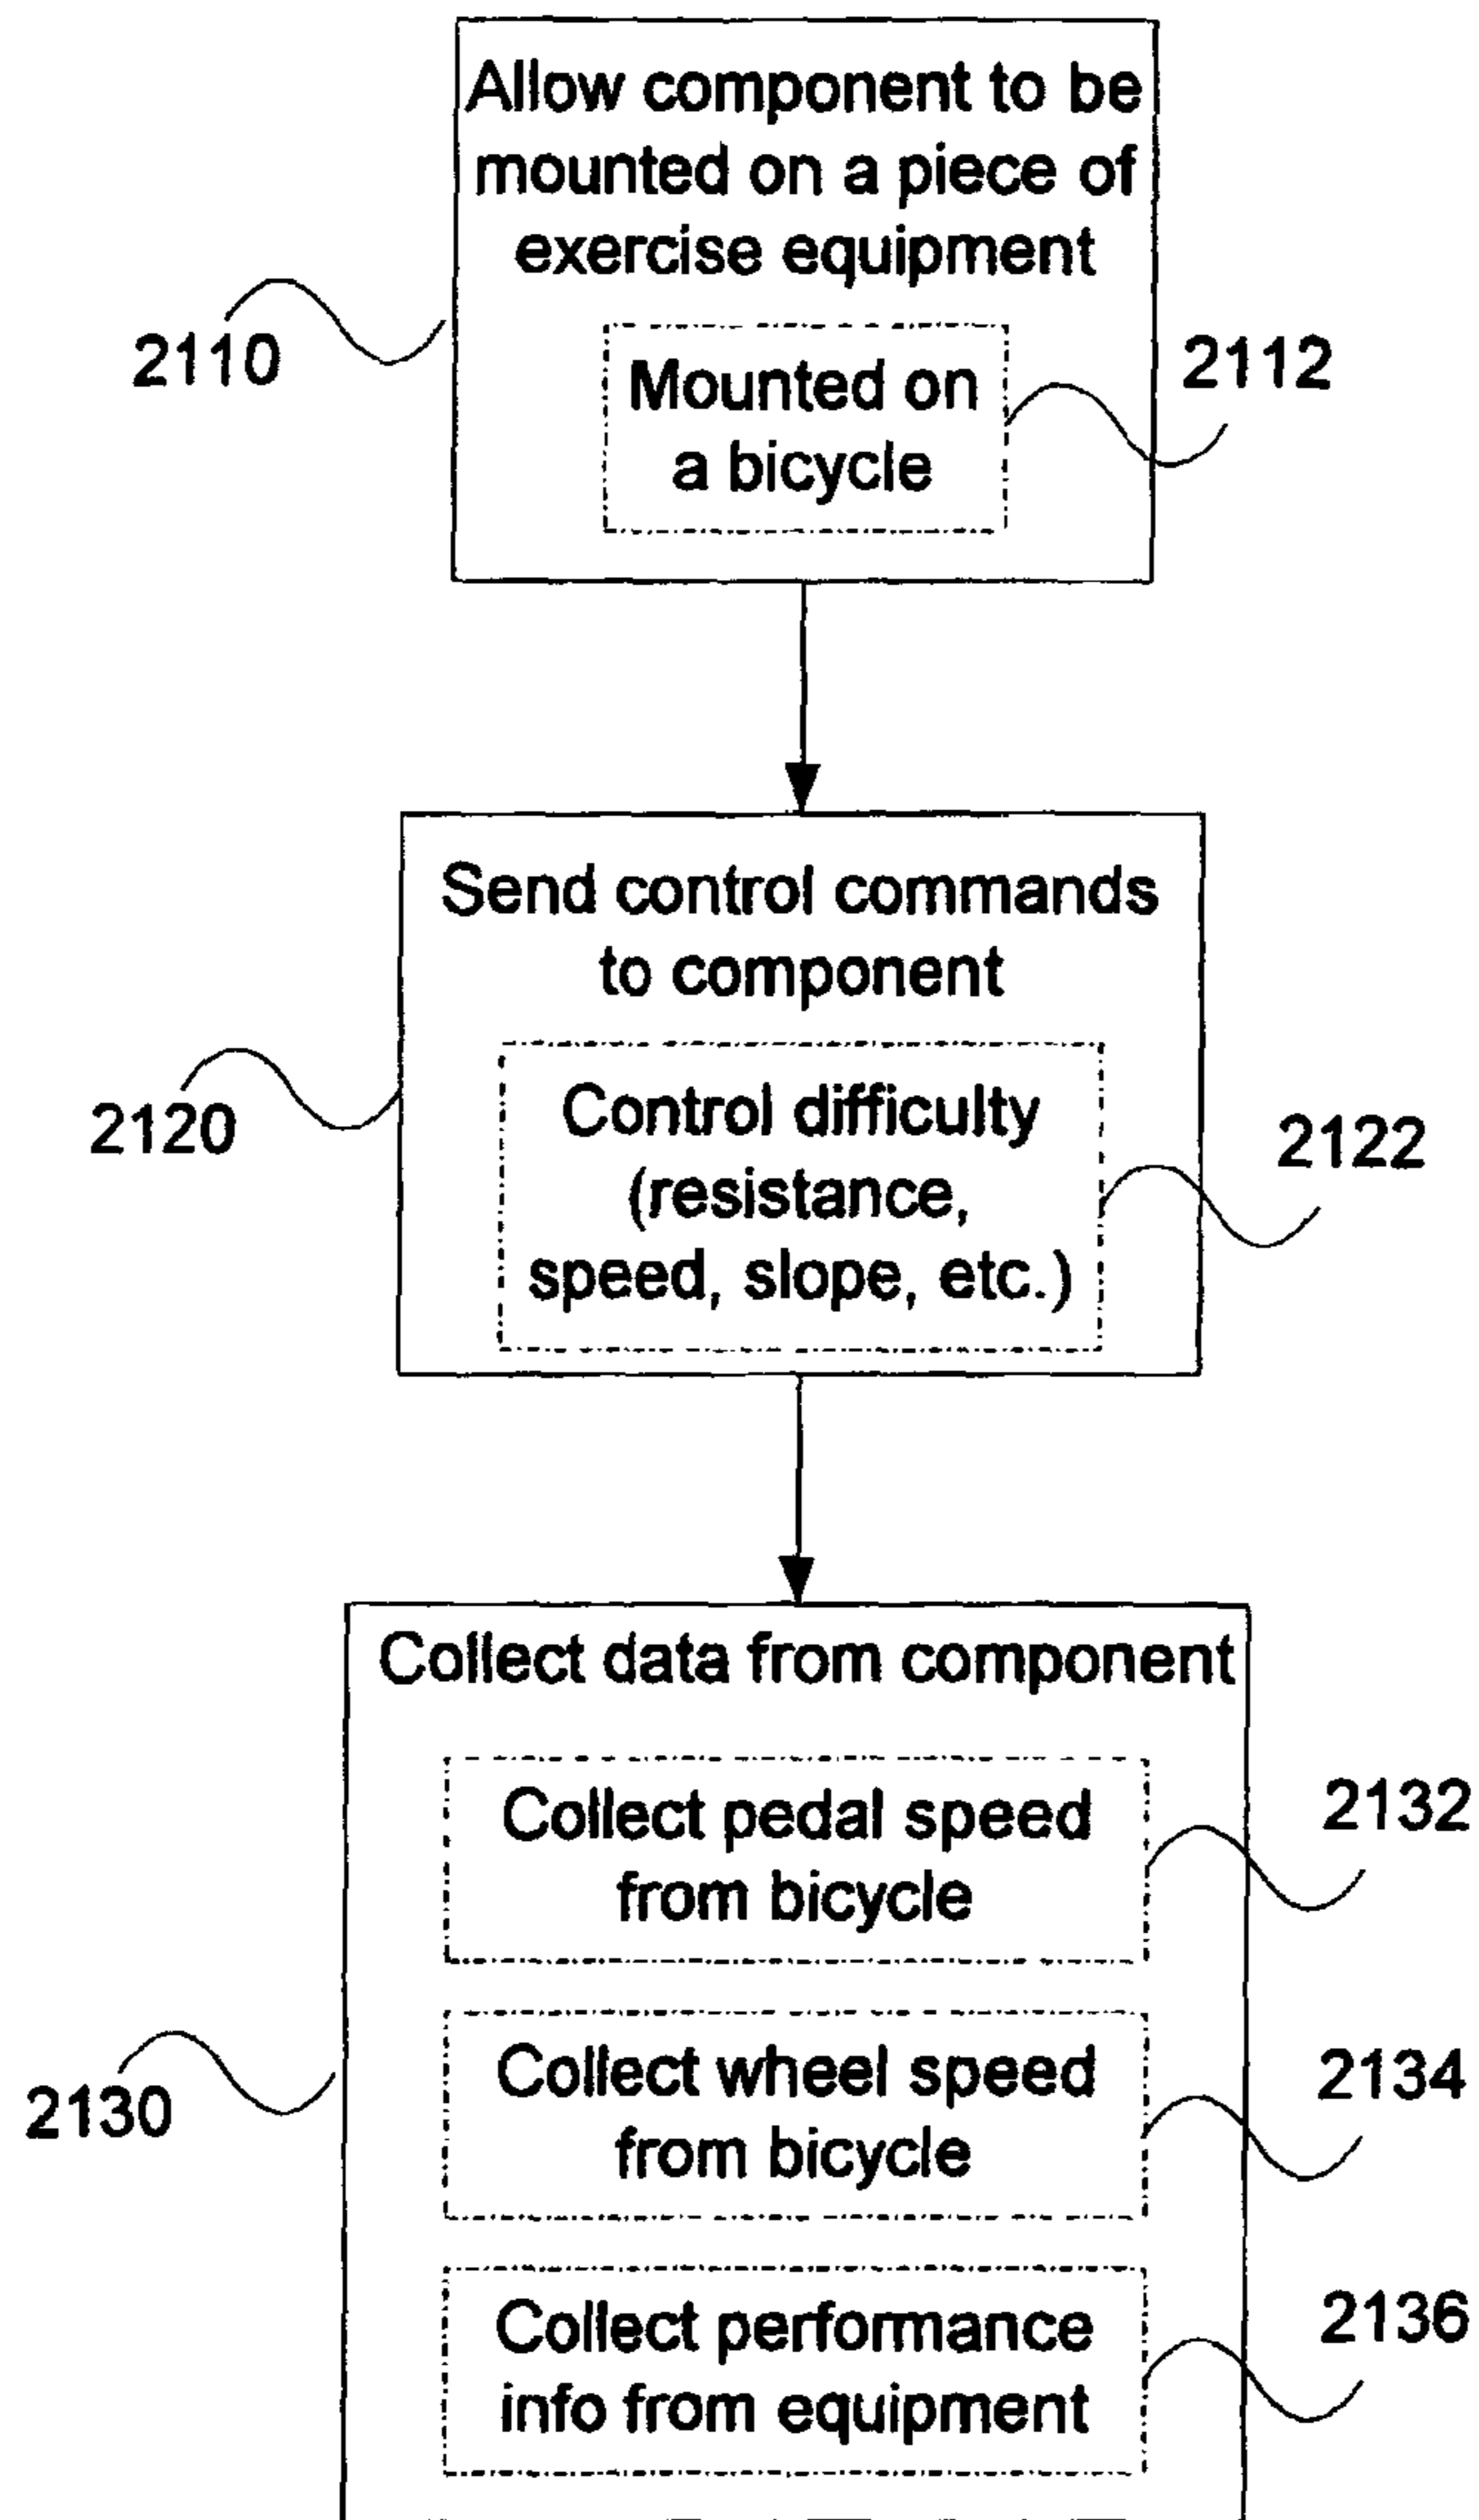 Allow component to be
mounted on a piece of
exercise equipment
2110
2112
Mounted on
a bicycle
Send control commands
to component
Control difficulty
(resistance,
speed, slope, etc.)
2120
2122
Collect data from component
Collect pedal speed
from bicycle
2132
Collect wheel speed
from bicycle
2134
2130
Collect performance
info from equipment
2136